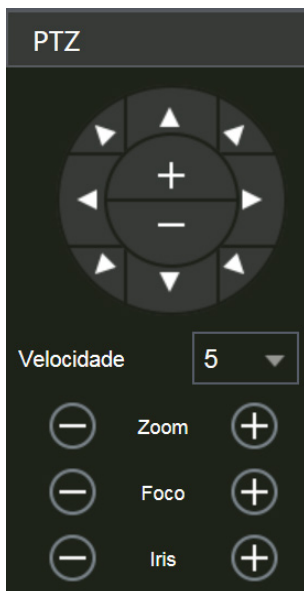 PTZ
+
−
Velocidade 5
− Zoom +
− Foco +
− Iris +